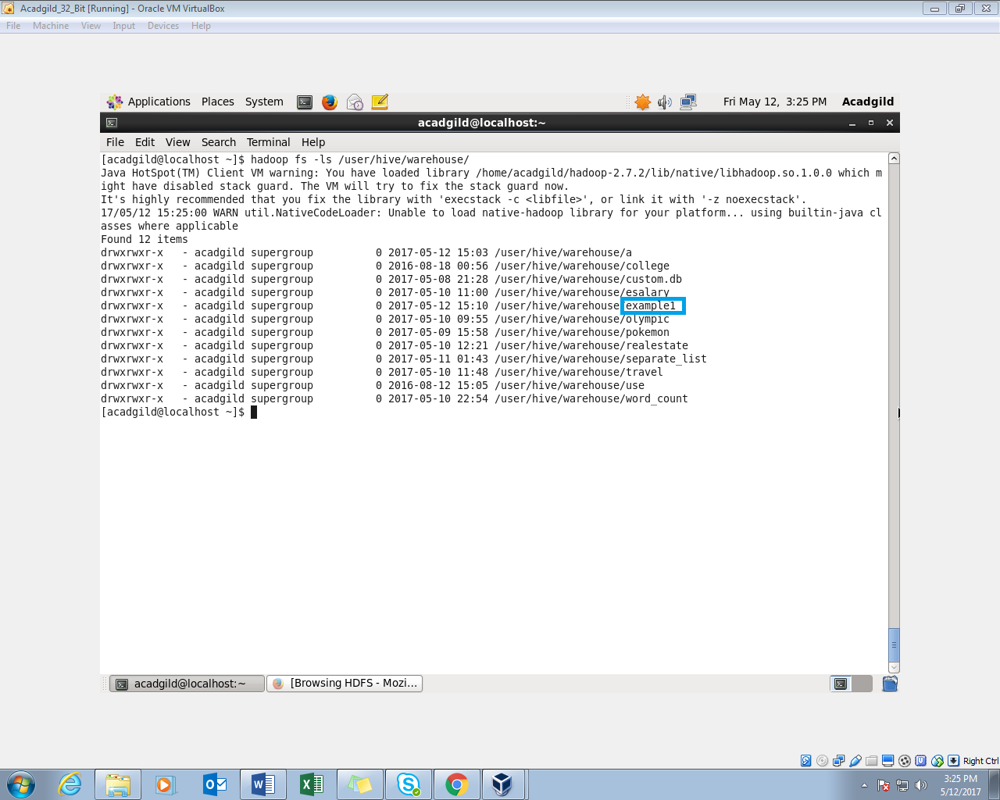 Acadgild_32_Bit [Running] - Oracle VM VirtualBox
File Machine View Input Devices Help
Applications Places System Fri May 12, 3:25 PM Acadgild
acadgild@localhost:~
File Edit View Search Terminal Help
[acadgild@localhost ~]$ hadoop fs -ls /user/hive/warehouse/
Java HotSpot(TM) Client VM warning: You have loaded library /home/acadgild/hadoop-2.7.2/lib/native/libhadoop.so.1.0.0 which m
ight have disabled stack guard. The VM will try to fix the stack guard now.
It's highly recommended that you fix the library with 'execstack -c <libfile>', or link it with '-z noexecstack'.
17/05/12 15:25:00 WARN util.NativeCodeLoader: Unable to load native-hadoop library for your platform... using builtin-java cl
asses where applicable
Found 12 items
drwxrwxr-x   - acadgild supergroup          0 2017-05-12 15:03 /user/hive/warehouse/a
drwxrwxr-x   - acadgild supergroup          0 2016-08-18 00:56 /user/hive/warehouse/college
drwxrwxr-x   - acadgild supergroup          0 2017-05-08 21:28 /user/hive/warehouse/custom.db
drwxrwxr-x   - acadgild supergroup          0 2017-05-10 11:00 /user/hive/warehouse/esalary
drwxrwxr-x   - acadgild supergroup          0 2017-05-12 15:10 /user/hive/warehouse/example1
drwxrwxr-x   - acadgild supergroup          0 2017-05-10 09:55 /user/hive/warehouse/olympic
drwxrwxr-x   - acadgild supergroup          0 2017-05-09 15:58 /user/hive/warehouse/pokemon
drwxrwxr-x   - acadgild supergroup          0 2017-05-10 12:21 /user/hive/warehouse/realestate
drwxrwxr-x   - acadgild supergroup          0 2017-05-11 01:43 /user/hive/warehouse/separate_list
drwxrwxr-x   - acadgild supergroup          0 2017-05-10 11:48 /user/hive/warehouse/travel
drwxrwxr-x   - acadgild supergroup          0 2016-08-12 15:05 /user/hive/warehouse/use
drwxrwxr-x   - acadgild supergroup          0 2017-05-10 22:54 /user/hive/warehouse/word_count
[acadgild@localhost ~]$
acadgild@localhost:~ [Browsing HDFS - Mozi...
Right Ctrl
3:25 PM
5/12/2017